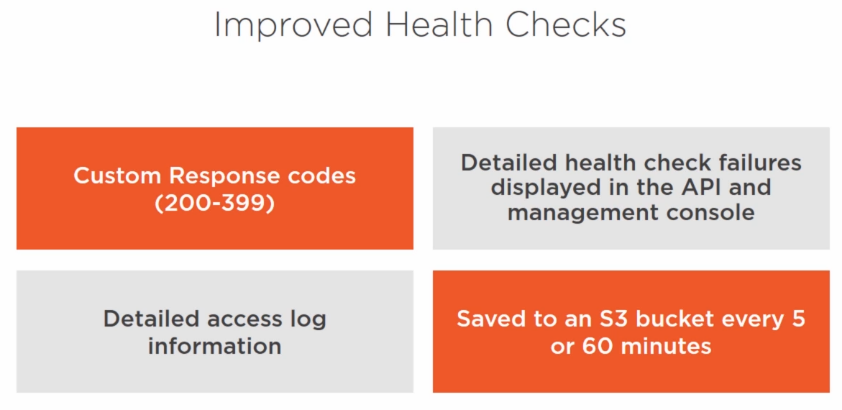 Improved Health Checks
Custom Response codes
(200-399)
Detailed health check failures
displayed in the API and
management console
Detailed access log
information
Saved to an S3 bucket every 5
or 60 minutes